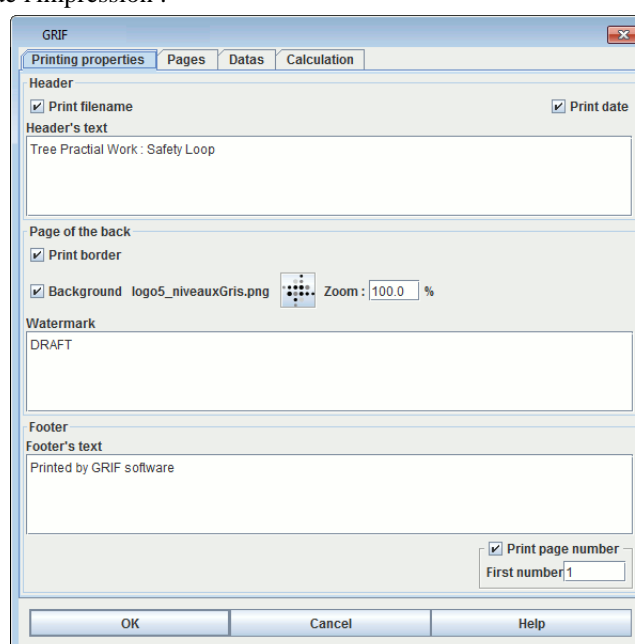 te l'impression :
GRIF
Printing properties Pages Datas Calculation
Header
Print filename Print date
Header's text
Tree Practial Work : Safety Loop
Page of the back
Print border
Background logo5_niveauxGris.png Zoom : 100.0 %
Watermark
DRAFT
Footer
Footer's text
Printed by GRIF software
Print page number
First number 1
OK Cancel Help